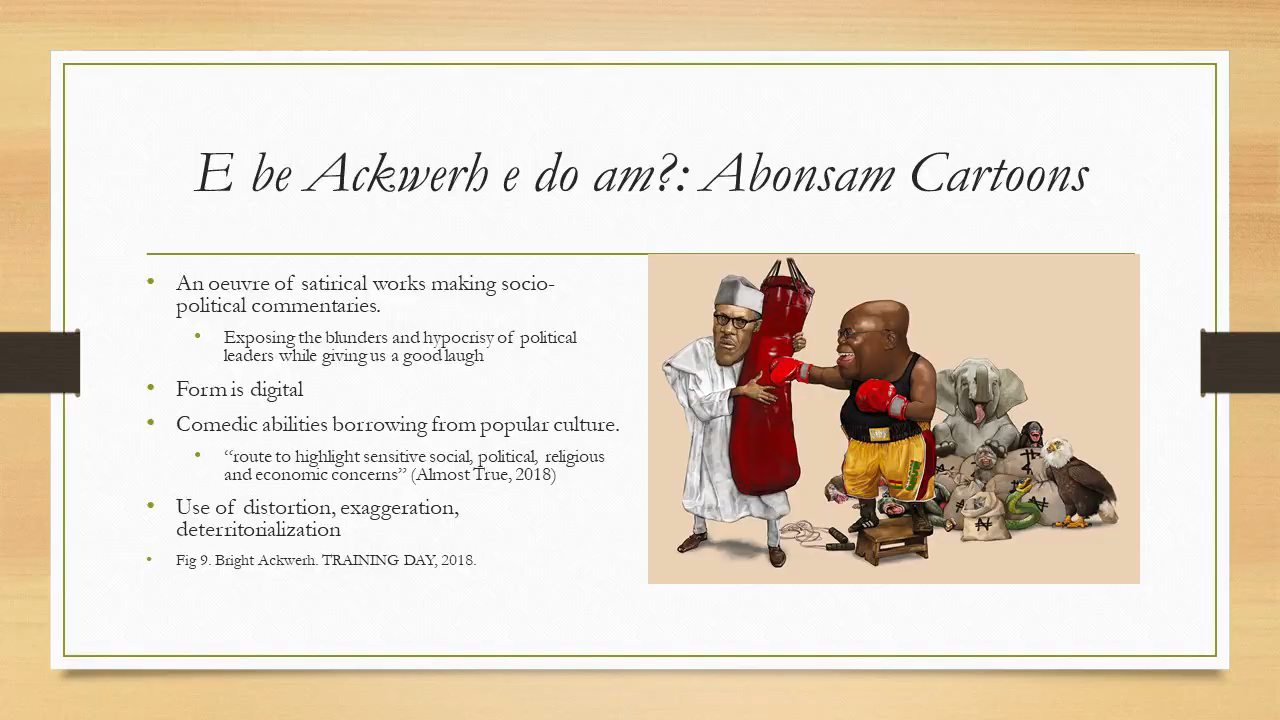 E be Ackwerh e do am?: Abonsam Cartoons
• An oeuvre of satirical works making socio-
political commentaries.
• Exposing the blunders and hypocrisy of political
leaders while giving us a good laugh
• Form is digital
• Comedic abilities borrowing from popular culture.
• “route to highlight sensitive social, political, religious
and economic concerns” (Almost True, 2018)
• Use of distortion, exaggeration,
deterritorialization
• Fig 9. Bright Ackwerh. TRAINING DAY, 2018.